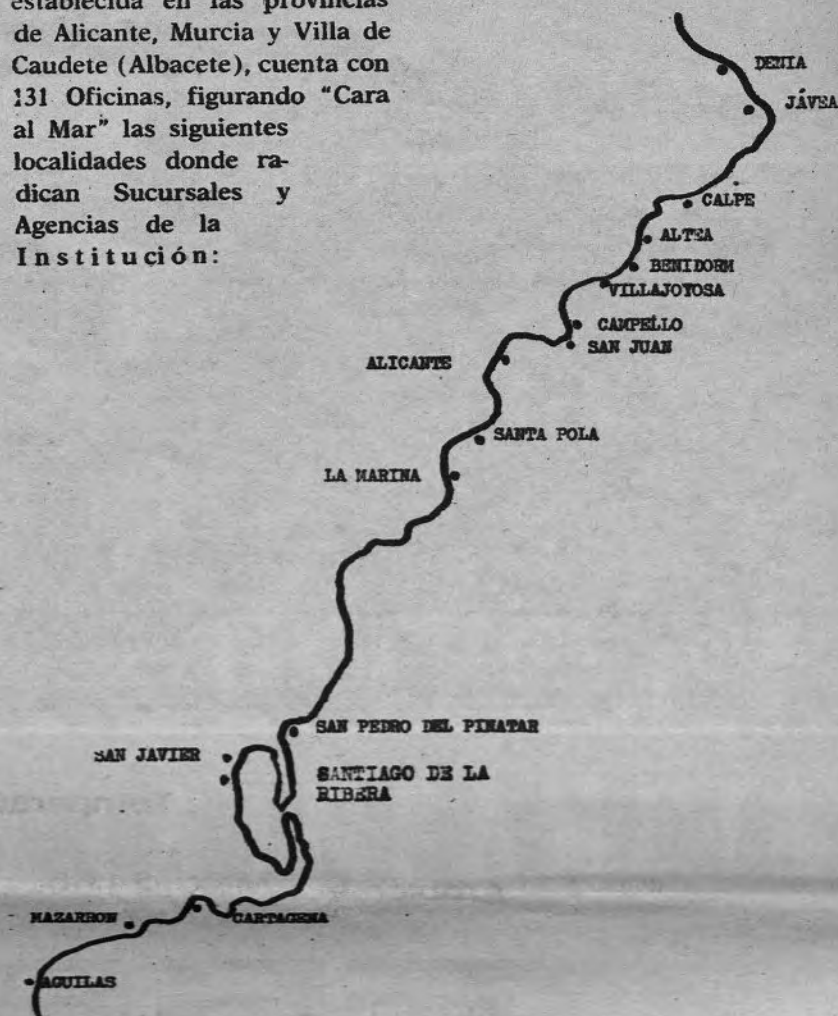 establecida en las provincias
de Alicante, Murcia y Villa de
Caudete (Albacete), cuenta con
131 Oficinas, figurando "Cara
al Mar" las siguientes
localidades donde ra-
dican Sucursales y
Agencias de la
Institución:
DENIA
JÁVEA
CALPE
ALTEA
BENIDORM
VILLAJOYOSA
CAMPELLO
SAN JUAN
ALICANTE
SANTA POLA
LA MARINA
SAN PEDRO DEL PINATAR
SAN JAVIER
SANTIAGO DE LA
RIBERA
MAZARRON
CARTAGENA
AGUILAS